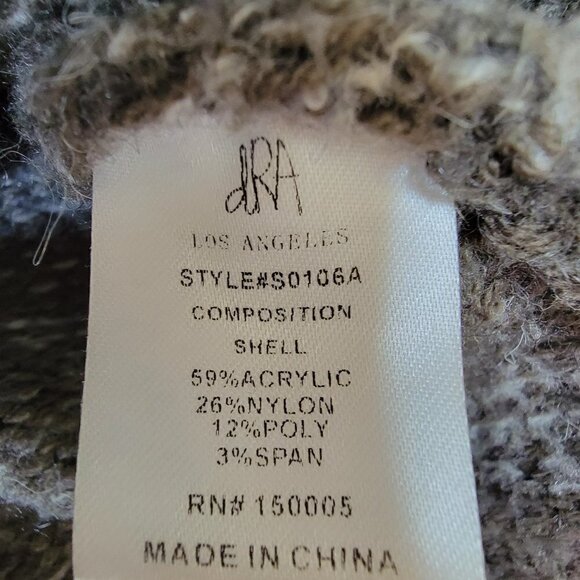 dRA
LOS ANGELES
STYLE#S0106A
COMPOSITION
SHELL
59%ACRYLIC
26%NYLON
12%POLY
3%SPAN
RN# 150005
MADE IN CHINA